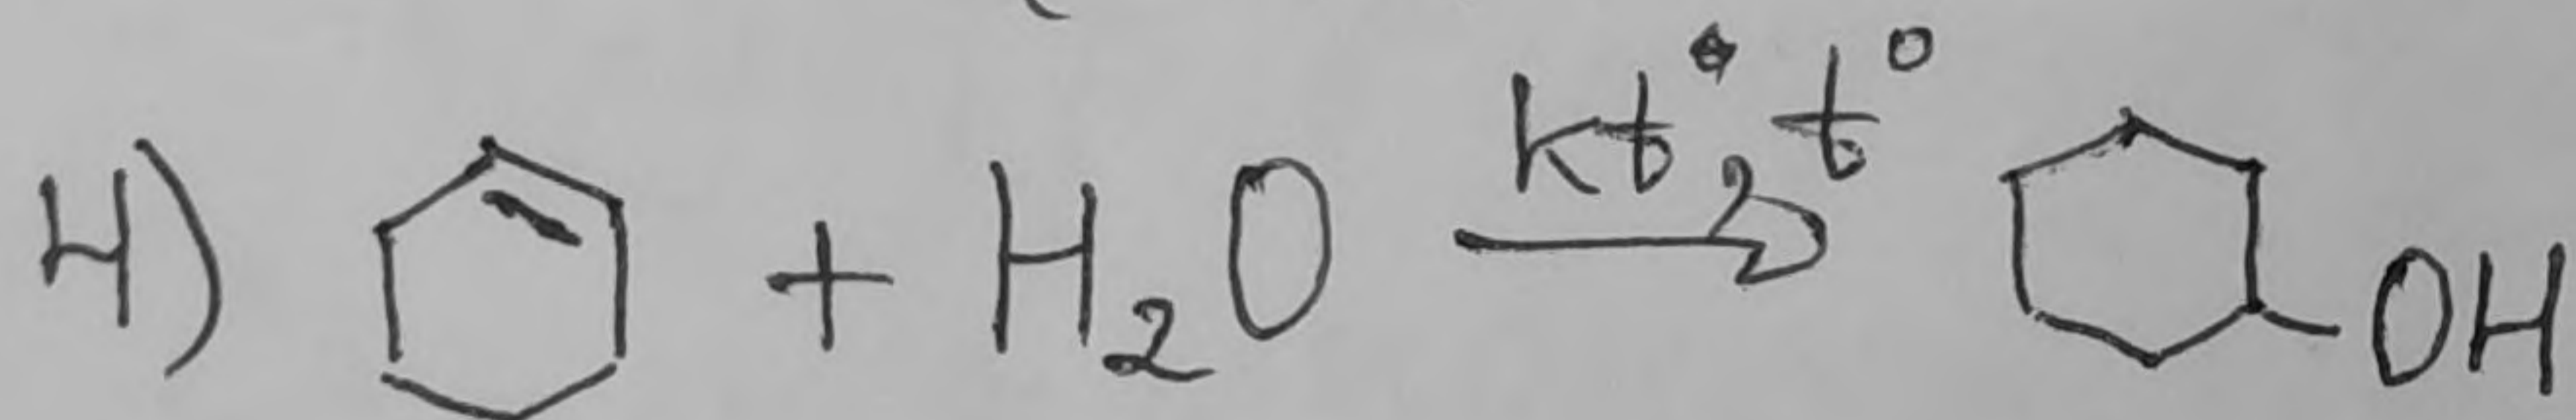 4) + H₂O kt, t° OH